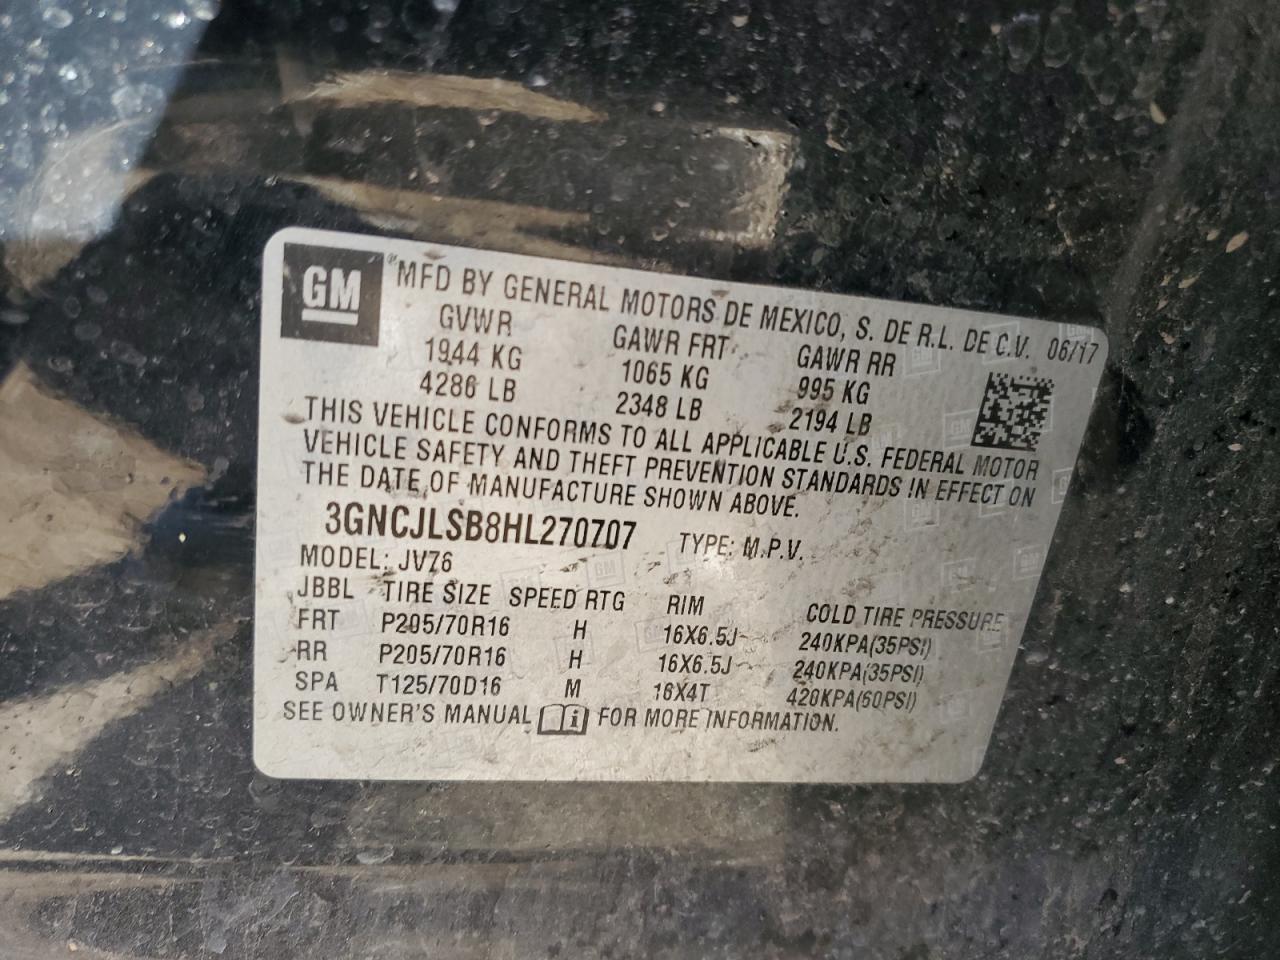 GM ® MFD BY GENERAL MOTORS DE MEXICO, S. DE R.L. DE C.V. 06/17
GVWR GAWR FRT GAWR RR
1944 KG 1065 KG 995 KG
4286 LB 2348 LB 2194 LB
THIS VEHICLE CONFORMS TO ALL APPLICABLE U.S. FEDERAL MOTOR
VEHICLE SAFETY AND THEFT PREVENTION STANDARDS IN EFFECT ON
THE DATE OF MANUFACTURE SHOWN ABOVE.
3GNCJLSB8HL270707 TYPE: M.P.V.
MODEL: JV76
JBBL TIRE SIZE SPEED RTG RIM COLD TIRE PRESSURE
FRT P205/70R16 H 16X6.5J 240KPA(35PSI)
RR P205/70R16 H 16X6.5J 240KPA(35PSI)
SPA T125/70D16 M 16X4T 420KPA(60PSI)
SEE OWNER'S MANUAL FOR MORE INFORMATION.